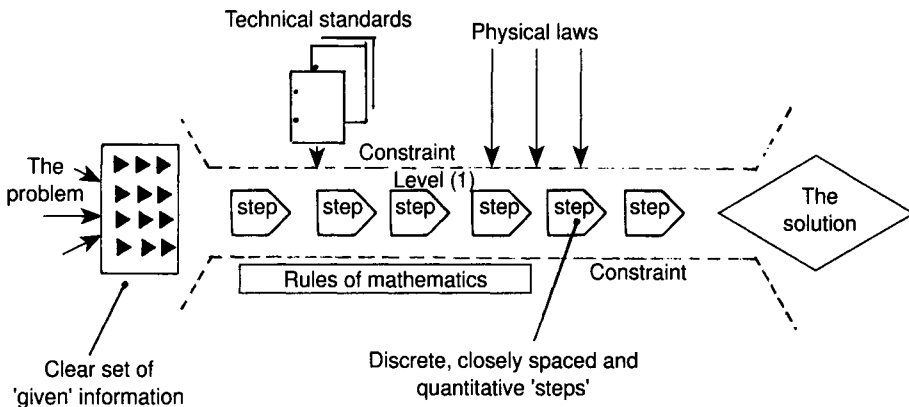 Technical standards
Physical laws
The
problem
Constraint
Level (1)
step
step
step
step
step
step
The
solution
Rules of mathematics
Constraint
Clear set of
'given' information
Discrete, closely spaced and
quantitative 'steps'